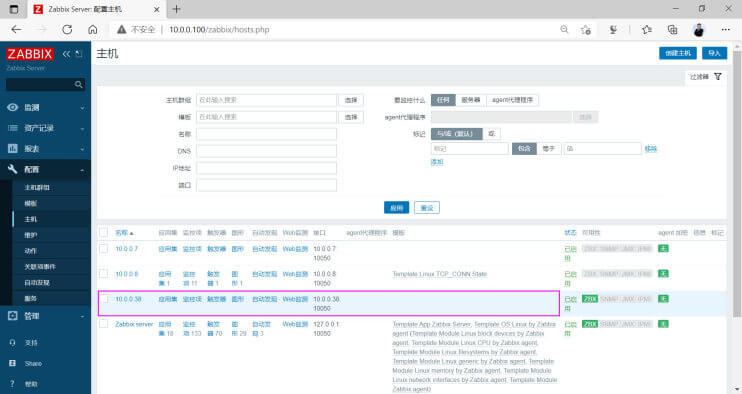 Zabbix Server: 配置主机
不安全 | 10.0.0.100/zabbix/hosts.php
ZABBIX
Zabbix Server
监测
资产记录
报表
配置
主机群组
模板
主机
维护
动作
关联项事件
自动发现
服务
管理
支持
Share
帮助
主机
创建主机
导入
过滤器
主机群组 在此输入搜索 选择
模板 在此输入搜索 选择
名称
DNS
IP地址
端口
要监控什么 任何 服务器 agent代理程序
agent代理程序 选择
标记 与/或（默认） 或
标记 包含 等于 值 移除
添加
应用 重设
名称 应用集 监控项 触发器 图形 自动发现 Web监测 接口 agent代理程序 模板 状态 可用性 agent 加密 信息 标记
10.0.0.7 应用集 监控项 触发器 图形 自动发现 Web监测 10.0.0.7: 10050 已启用 ZBX SNMP JMX IPMI 无
10.0.0.8 应用集 1 监控项 11 触发器 1 图形 1 自动发现 Web监测 10.0.0.8: 10050 Template Linux TCP_CONN State 已启用 ZBX SNMP JMX IPMI 无
10.0.0.38 应用集 监控项 触发器 图形 自动发现 Web监测 10.0.0.38: 10050 已启用 ZBX SNMP JMX IPMI 无
Zabbix server 应用集 18 监控项 133 触发器 70 图形 29 自动发现 3 Web监测 127.0.0.1: 10050 已启用 ZBX SNMP JMX IPMI 无
Template App Zabbix Server, Template OS Linux by Zabbix
agent (Template Module Linux block devices by Zabbix
agent, Template Module Linux CPU by Zabbix agent,
Template Module Linux filesystems by Zabbix agent,
Template Module Linux generic by Zabbix agent, Template
Module Linux memory by Zabbix agent, Template Module
Linux network interfaces by Zabbix agent, Template Module
Zabbix agent)